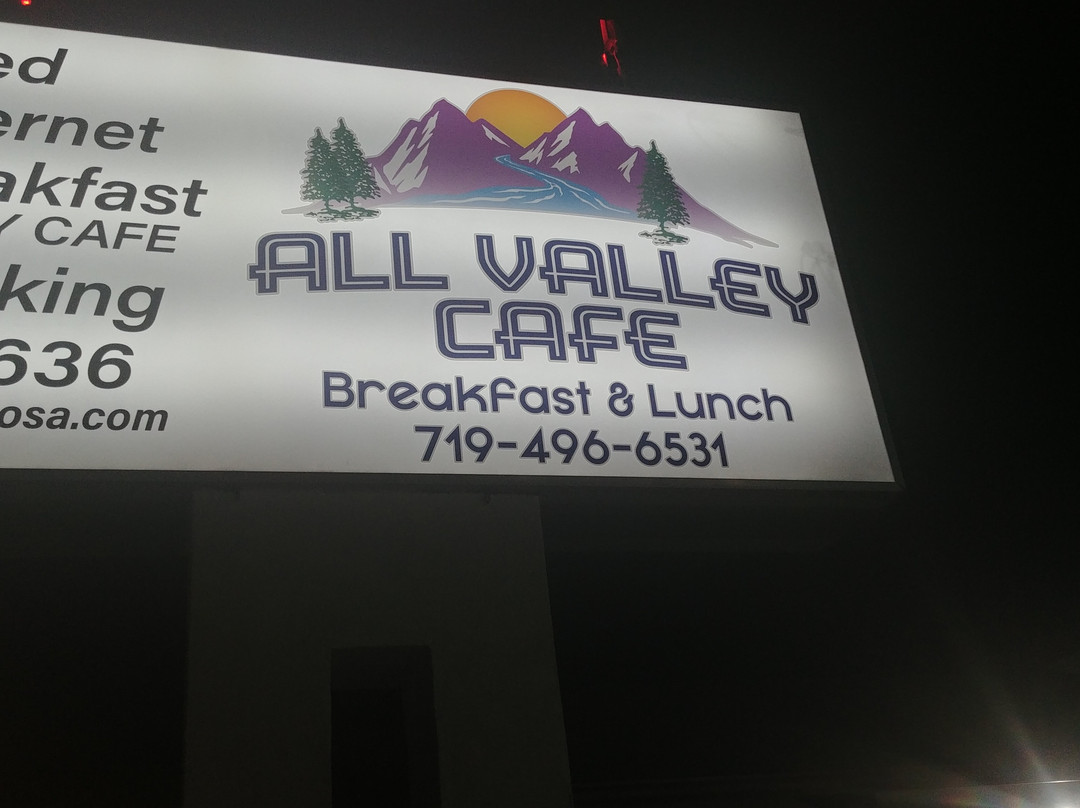 ed
ernet
akfast
Y CAFE
king
636
osa.com
ALL VALLEY
CAFE
Breakfast & Lunch
719-496-6531